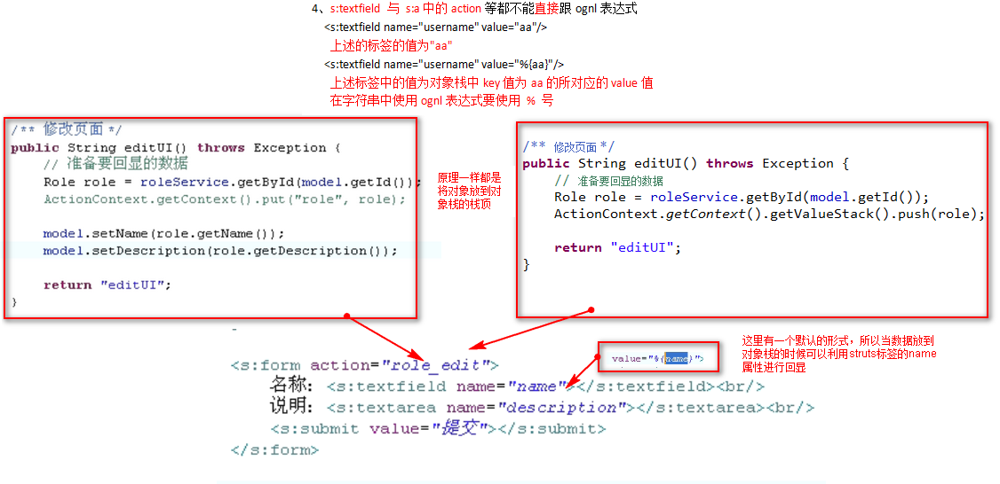 4、s:textfield 与 s:a 中的 action 等都不能直接跟 ognl 表达式
<s:textfield name="username" value="aa"/>
上述的标签的值为"aa"
<s:textfield name="username" value="%{aa}"/>
上述标签中的值为对象栈中 key 值为 aa 的所对应的 value 值
在字符串中使用 ognl 表达式要使用 % 号
/** 修改页面 */
public String editUI() throws Exception {
// 准备要回显的数据
Role role = roleService.getById(model.getId());
ActionContext.getContext().put("role", role);
model.setName(role.getName());
model.setDescription(role.getDescription());
return "editUI";
}
原理一样都是
将对象放到对
象栈的栈顶
/** 修改页面 */
public String editUI() throws Exception {
// 准备要回显的数据
Role role = roleService.getById(model.getId());
ActionContext.getContext().getValueStack().push(role);
return "editUI";
}
这里有一个默认的形式，所以当数据放到
对象栈的时候可以利用struts标签的name
属性进行回显
value="%{name}">
<s:form action="role_edit">
名称: <s:textfield name="name"></s:textfield><br/>
说明: <s:textarea name="description"></s:textarea><br/>
<s:submit value="提交"></s:submit>
</s:form>